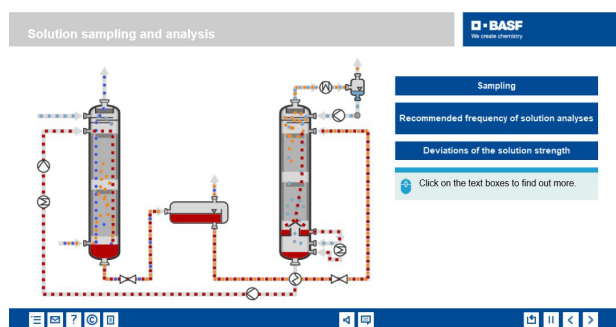 Solution sampling and analysis
BASF
We create chemistry
Sampling
Recommended frequency of solution analyses
Deviations of the solution strength
Click on the text boxes to find out more.